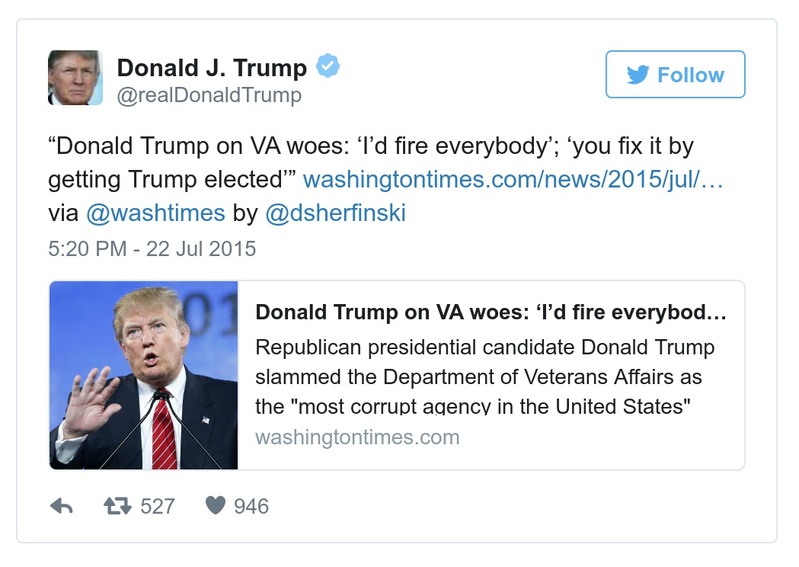 Donald J. Trump
@realDonaldTrump
Follow
“Donald Trump on VA woes: ‘I’d fire everybody’; ‘you fix it by
getting Trump elected’” washingtontimes.com/news/2015/jul/…
via @washtimes by @dsherfinski
5:20 PM - 22 Jul 2015
01
Donald Trump on VA woes: ‘I’d fire everybod…
Republican presidential candidate Donald Trump
slammed the Department of Veterans Affairs as
the "most corrupt agency in the United States"
washingtontimes.com
527 946